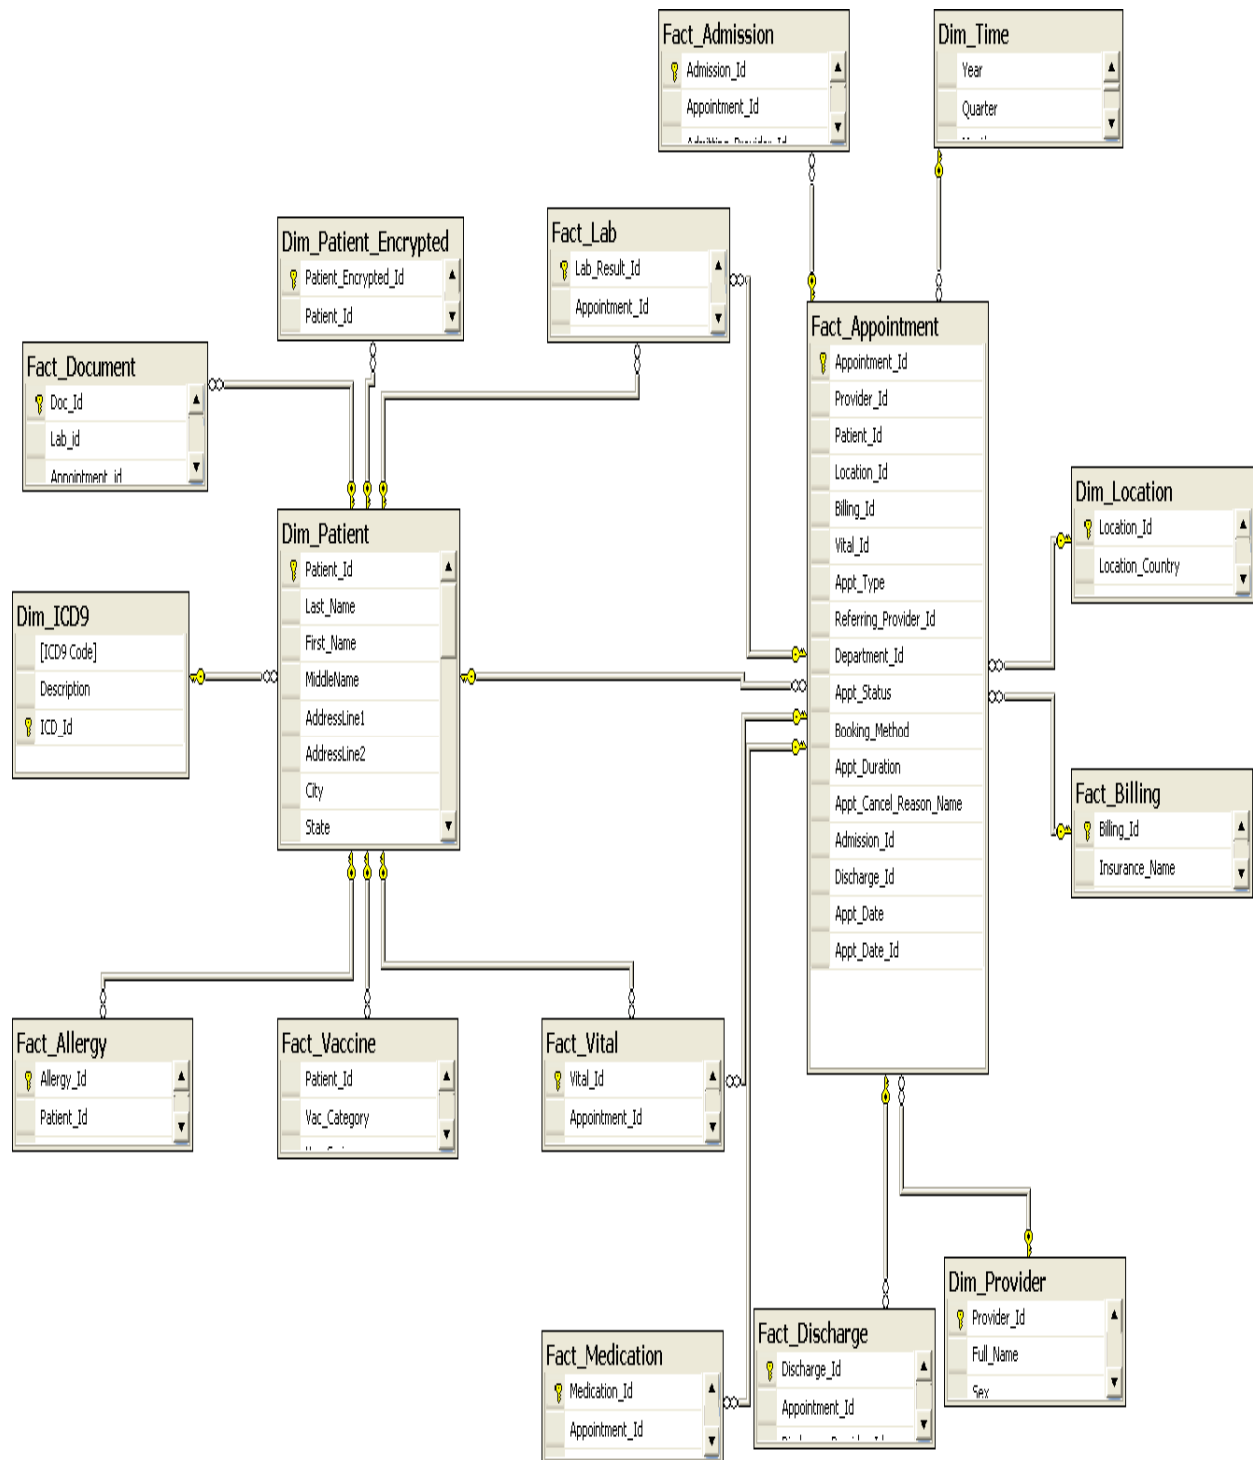 Fact_Admission
Admission_Id
Appointment_Id
Admitting_Provider_Id
Dim_Time
Year
Quarter
Dim_Patient_Encrypted
Patient_Encrypted_Id
Patient_Id
Fact_Lab
Lab_Result_Id
Appointment_Id
Fact_Document
Doc_Id
Lab_id
Appointment_id
Fact_Appointment
Appointment_Id
Provider_Id
Patient_Id
Location_Id
Billing_Id
Vital_Id
Appt_Type
Referring_Provider_Id
Department_Id
Appt_Status
Booking_Method
Appt_Duration
Appt_Cancel_Reason_Name
Admission_Id
Discharge_Id
Appt_Date
Appt_Date_Id
Dim_Location
Location_Id
Location_Country
Dim_Patient
Patient_Id
Last_Name
First_Name
MiddleName
AddressLine1
AddressLine2
City
State
Dim_ICD9
[ICD9 Code]
Description
ICD_Id
Fact_Billing
Billing_Id
Insurance_Name
Fact_Allergy
Allergy_Id
Patient_Id
Fact_Vaccine
Patient_Id
Vac_Category
Fact_Vital
Vital_Id
Appointment_Id
Dim_Provider
Provider_Id
Full_Name
Sex
Fact_Discharge
Discharge_Id
Appointment_Id
Fact_Medication
Medication_Id
Appointment_Id